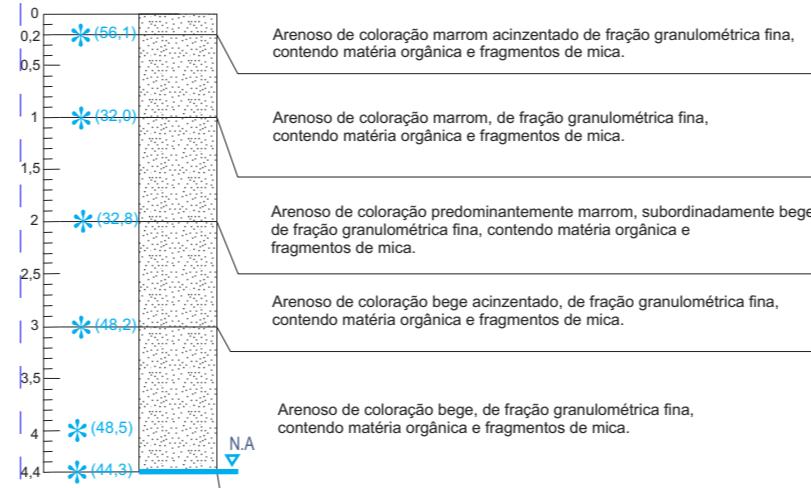 0
0,2
(56,1)
Arenoso de coloração marrom acinzentado de fração granulométrica fina,
contendo matéria orgânica e fragmentos de mica.
0,5
1
(32,0)
Arenoso de coloração marrom, de fração granulométrica fina,
contendo matéria orgânica e fragmentos de mica.
1,5
2
(32,8)
Arenoso de coloração predominantemente marrom, subordinadamente bege
de fração granulométrica fina, contendo matéria orgânica e
fragmentos de mica.
2,5
Arenoso de coloração bege acinzentado, de fração granulométrica fina,
contendo matéria orgânica e fragmentos de mica.
3
(48,2)
3,5
Arenoso de coloração bege, de fração granulométrica fina,
contendo matéria orgânica e fragmentos de mica.
4
(48,5)
N.A
4,4
(44,3)